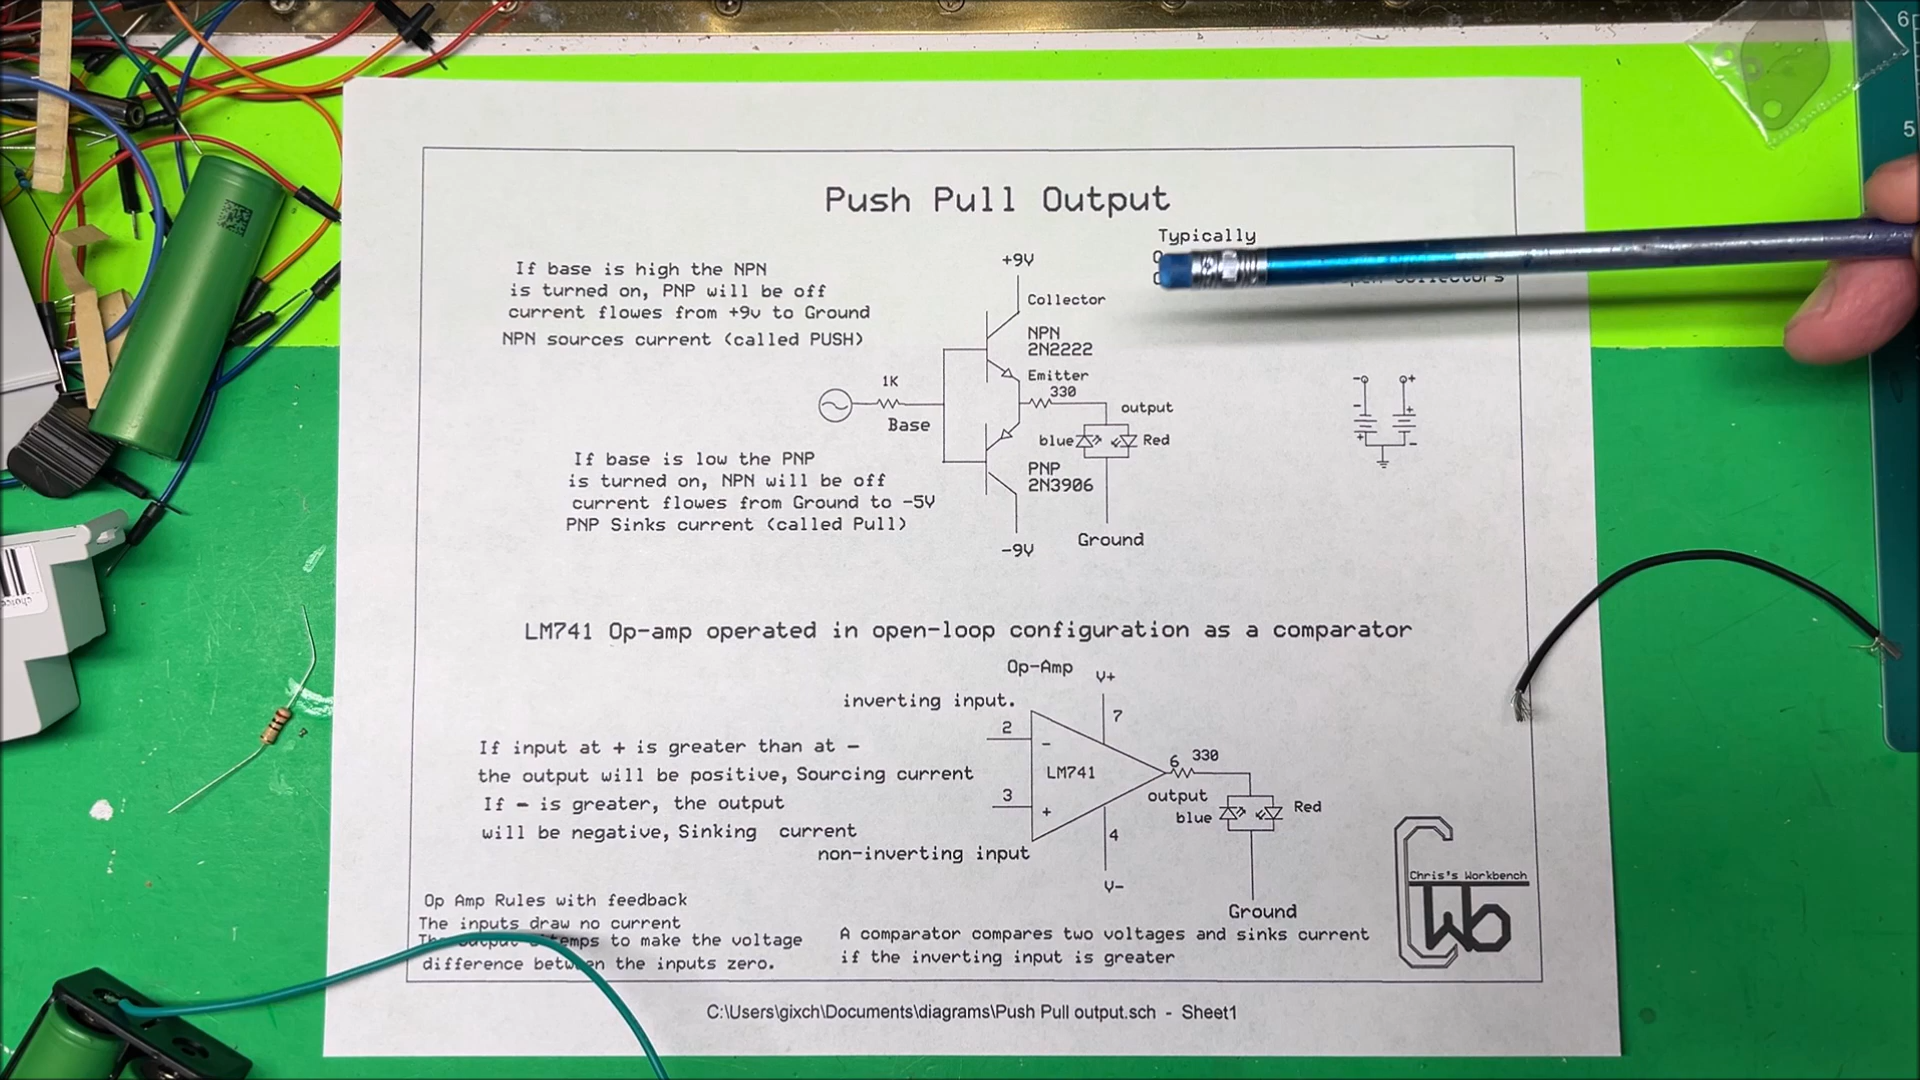 Push Pull Output
Typically
If base is high the NPN
is turned on, PNP will be off
current flowes from +9v to Ground
NPN sources current (called PUSH)
+9V
Collector
NPN
2N2222
Emitter
330
1K
Base
output
blue
Red
PNP
2N3906
-9V
Ground
If base is low the PNP
is turned on, NPN will be off
current flowes from Ground to -5V
PNP Sinks current (called Pull)
- +
- +
+ -
LM741 Op-amp operated in open-loop configuration as a comparator
Op-Amp
V+
inverting input.
2
7
-
LM741
6 330
3
+
output
4
blue
Red
non-inverting input
V-
Ground
If input at + is greater than at -
the output will be positive, Sourcing current
If - is greater, the output
will be negative, Sinking current
Op Amp Rules with feedback
The inputs draw no current
to make the voltage
difference between the inputs zero.
A comparator compares two voltages and sinks current
if the inverting input is greater
Chris's Workbench
CWb
C:\Users\gixch\Documents\diagrams\Push Pull output.sch - Sheet1
6
5